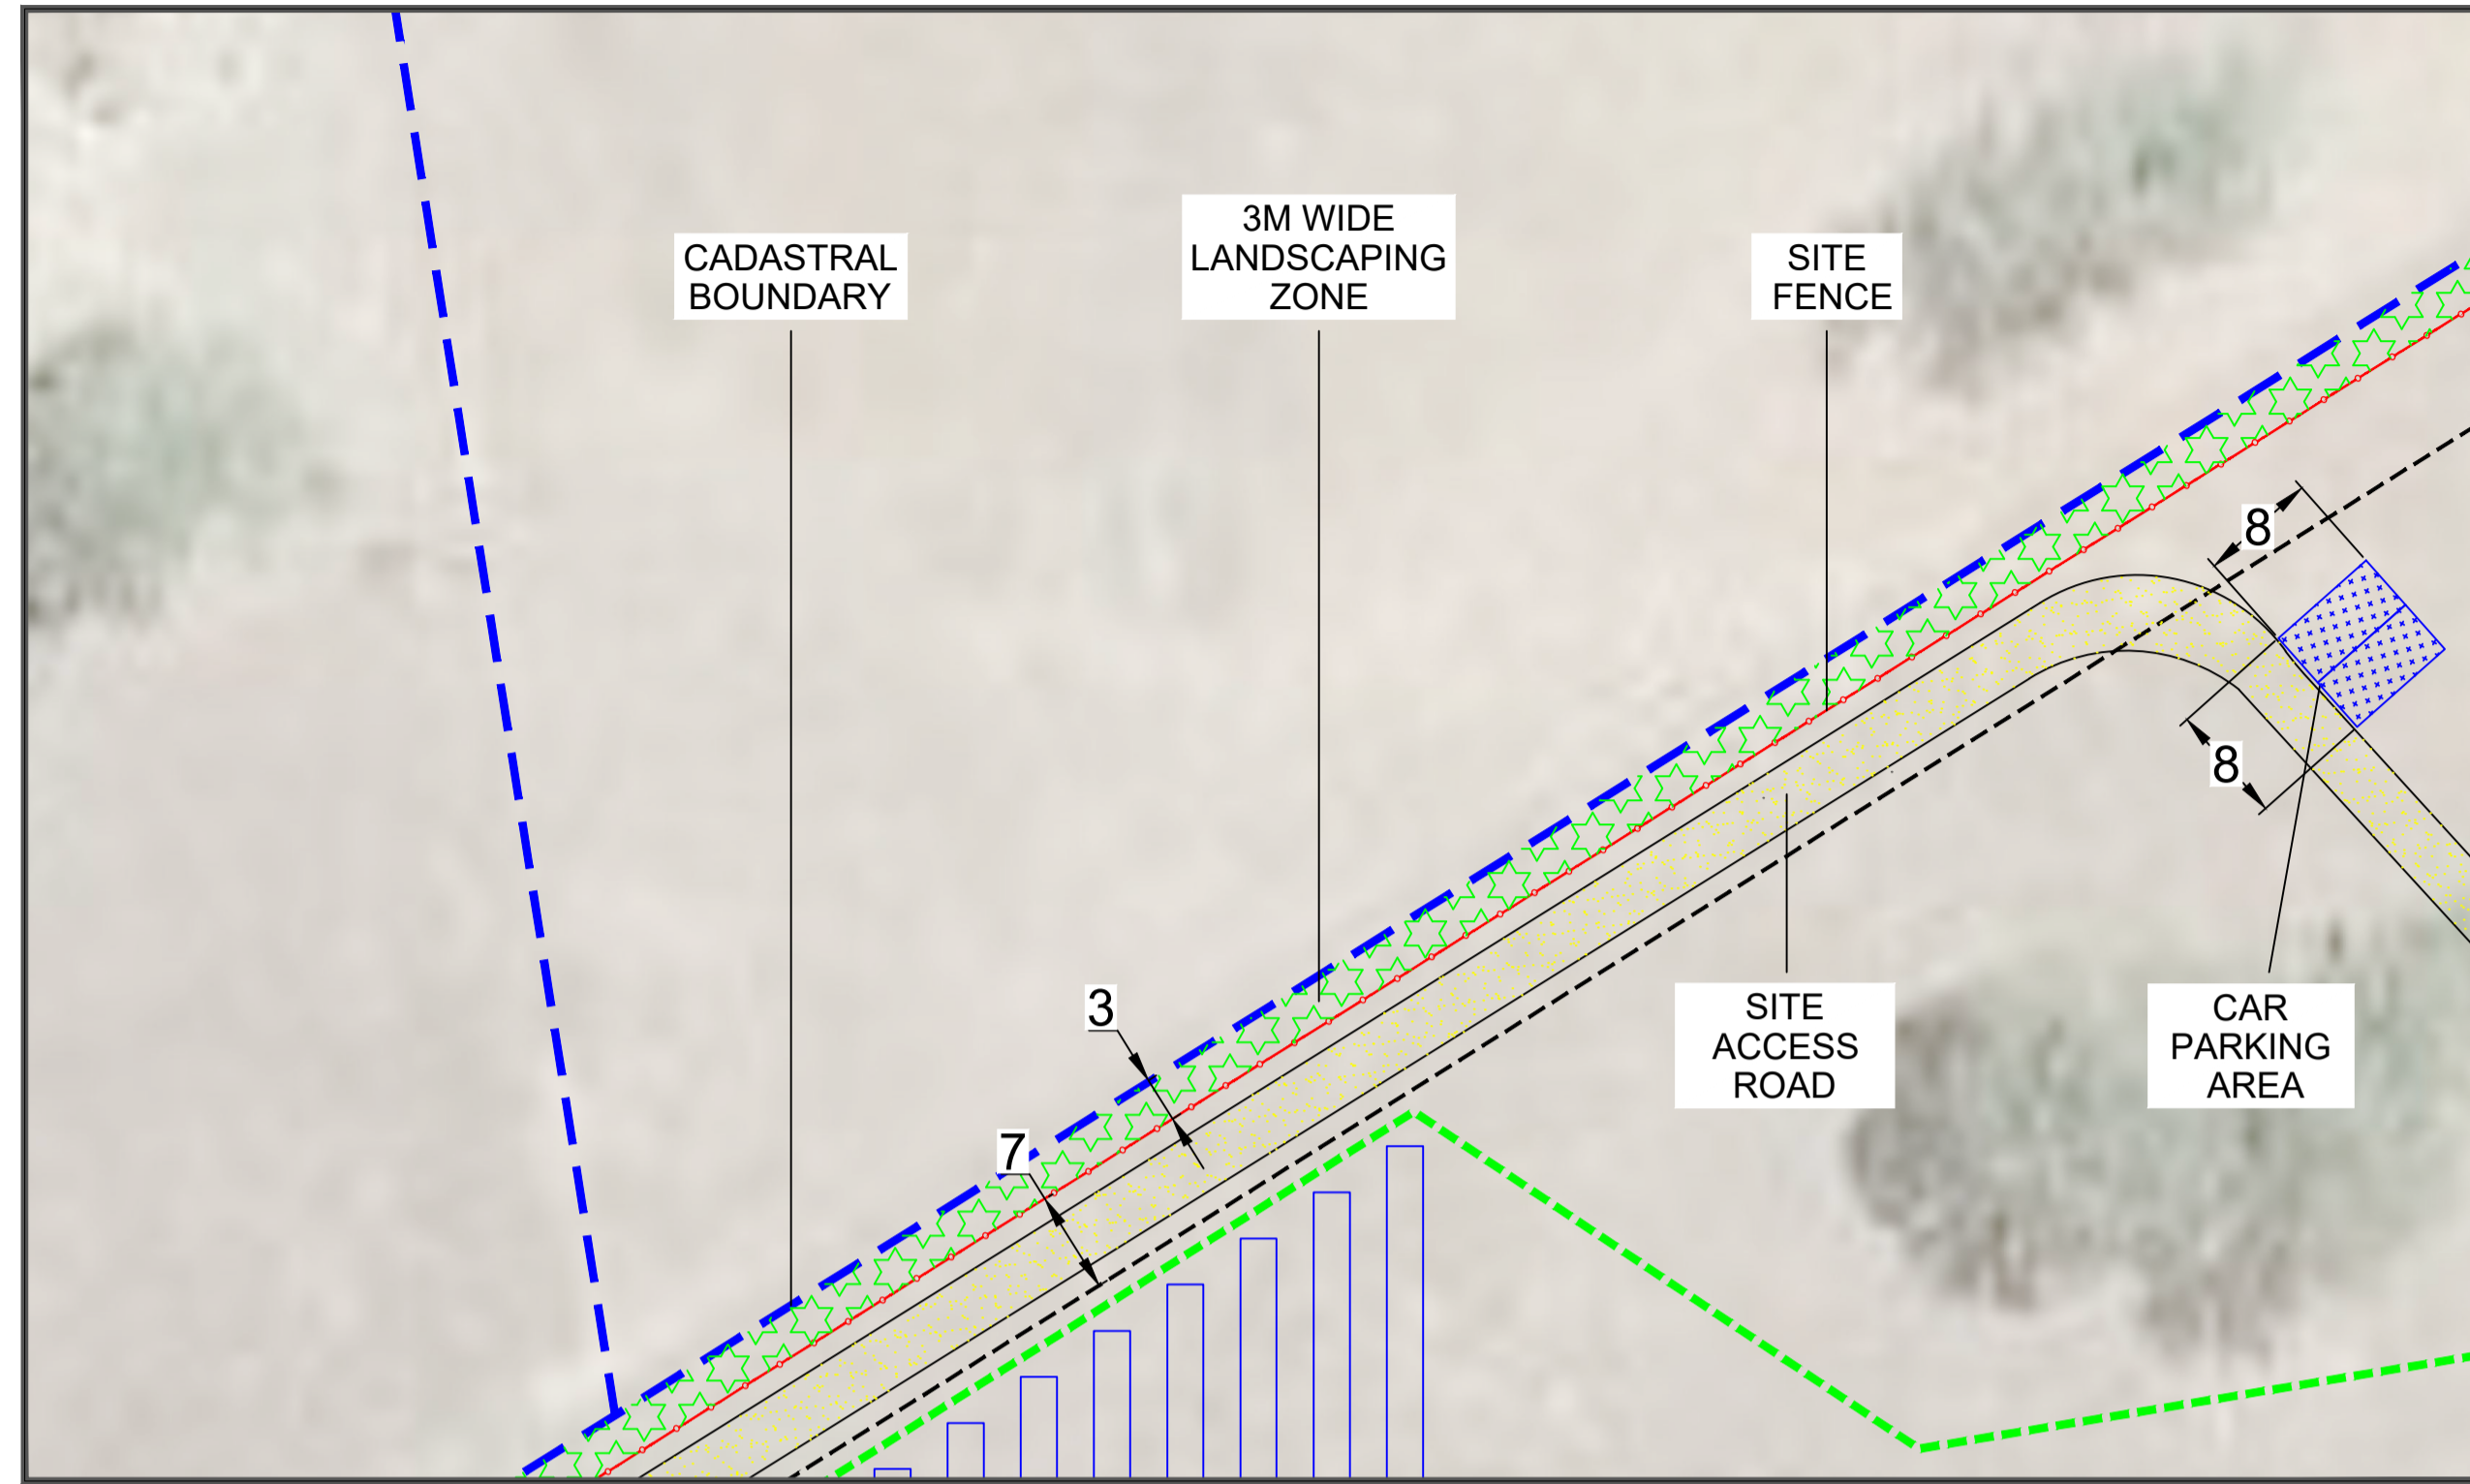 CADASTRAL
BOUNDARY
3M WIDE
LANDSCAPING
ZONE
SITE
FENCE
8
8
3
7
SITE
ACCESS
ROAD
CAR
PARKING
AREA